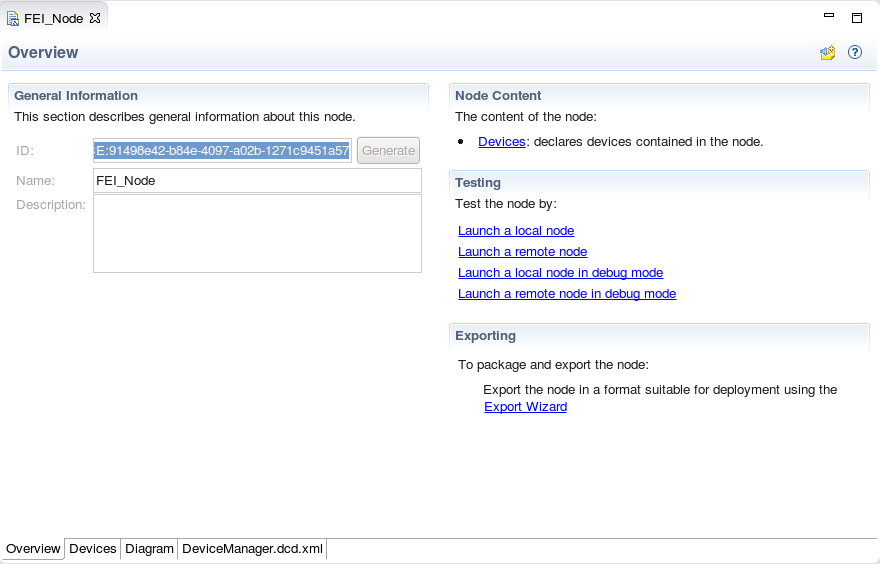 FEI_Node
Overview
General Information
This section describes general information about this node.
ID: E:91498e42-b84e-4097-a02b-1271c9451a57 Generate
Name: FEI_Node
Description:
Node Content
The content of the node:
• Devices: declares devices contained in the node.
Testing
Test the node by:
Launch a local node
Launch a remote node
Launch a local node in debug mode
Launch a remote node in debug mode
Exporting
To package and export the node:
Export the node in a format suitable for deployment using the
Export Wizard
Overview Devices Diagram DeviceManager.dcd.xml